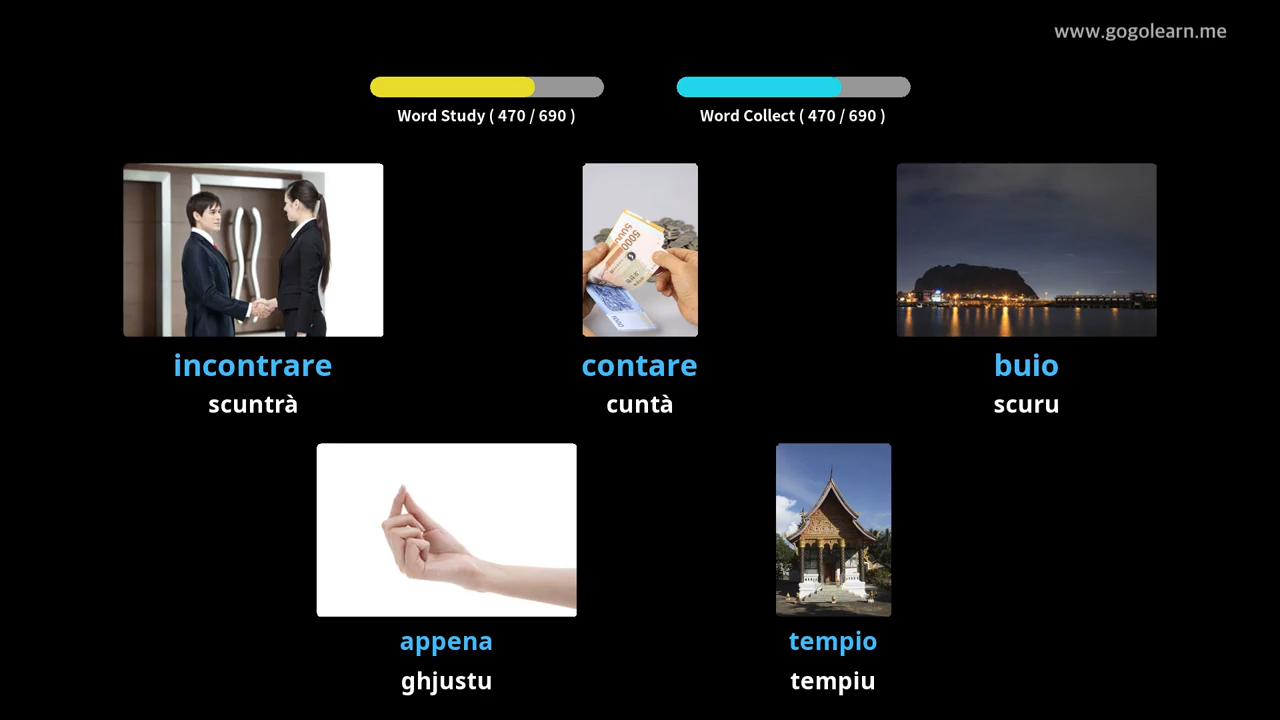 www.gogolearn.me
Word Study ( 470 / 690 )
Word Collect ( 470 / 690 )
incontrare
scuntrà
contare
cuntà
buio
scuru
appena
ghjustu
tempio
tempiu